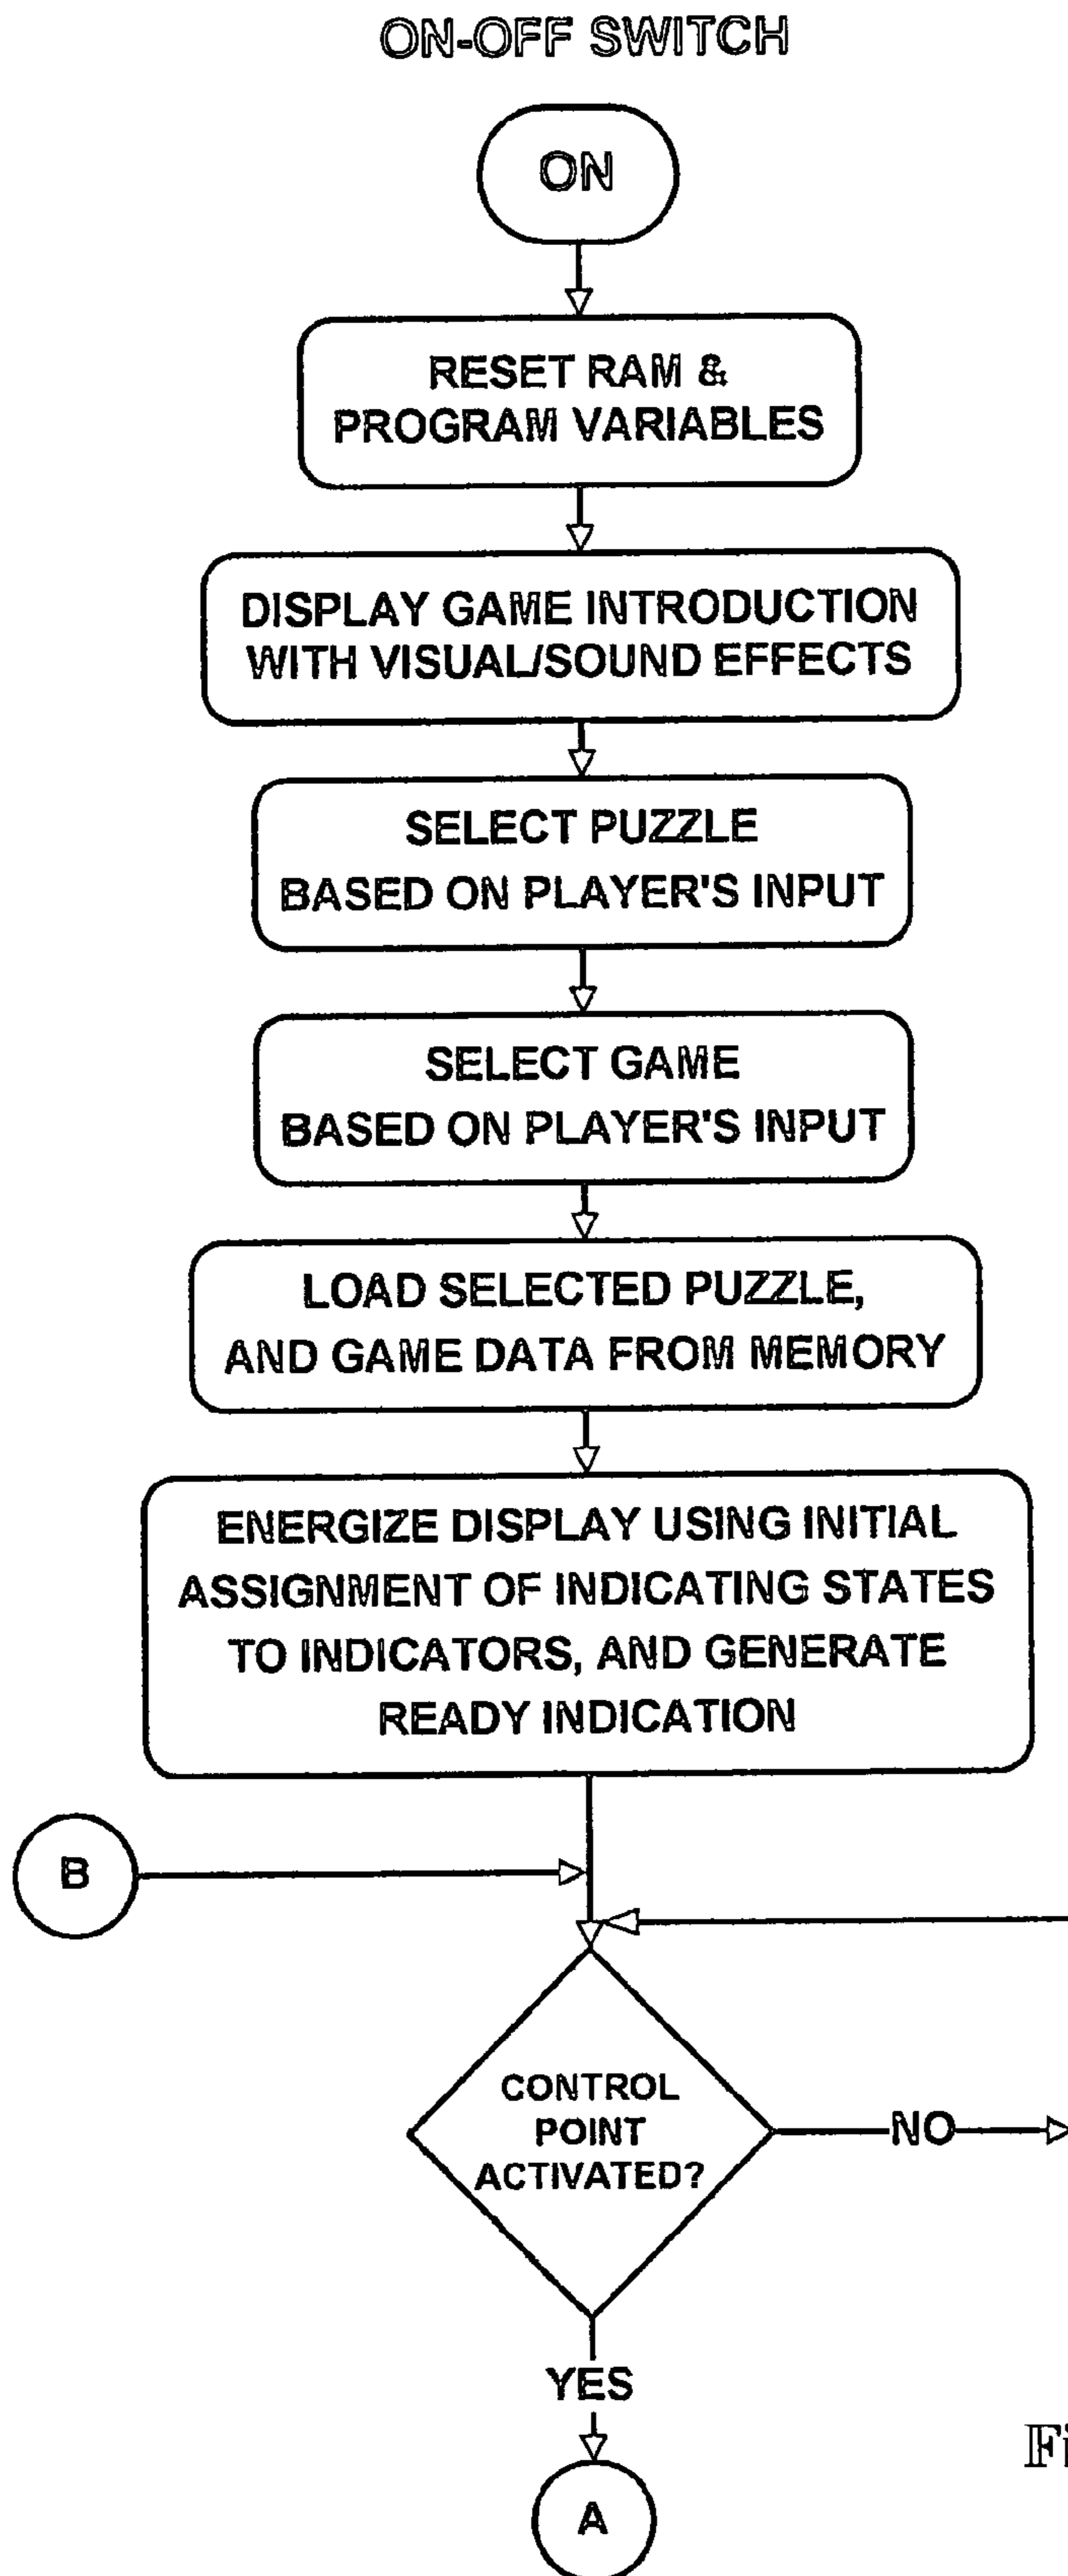 ON-OFF SWITCH
ON
RESET RAM &
PROGRAM VARIABLES
DISPLAY GAME INTRODUCTION
WITH VISUAL/SOUND EFFECTS
SELECT PUZZLE
BASED ON PLAYER'S INPUT
SELECT GAME
BASED ON PLAYER'S INPUT
LOAD SELECTED PUZZLE,
AND GAME DATA FROM MEMORY
ENERGIZE DISPLAY USING INITIAL
ASSIGNMENT OF INDICATING STATES
TO INDICATORS, AND GENERATE
READY INDICATION
B
CONTROL
POINT
ACTIVATED?
NO
YES
A